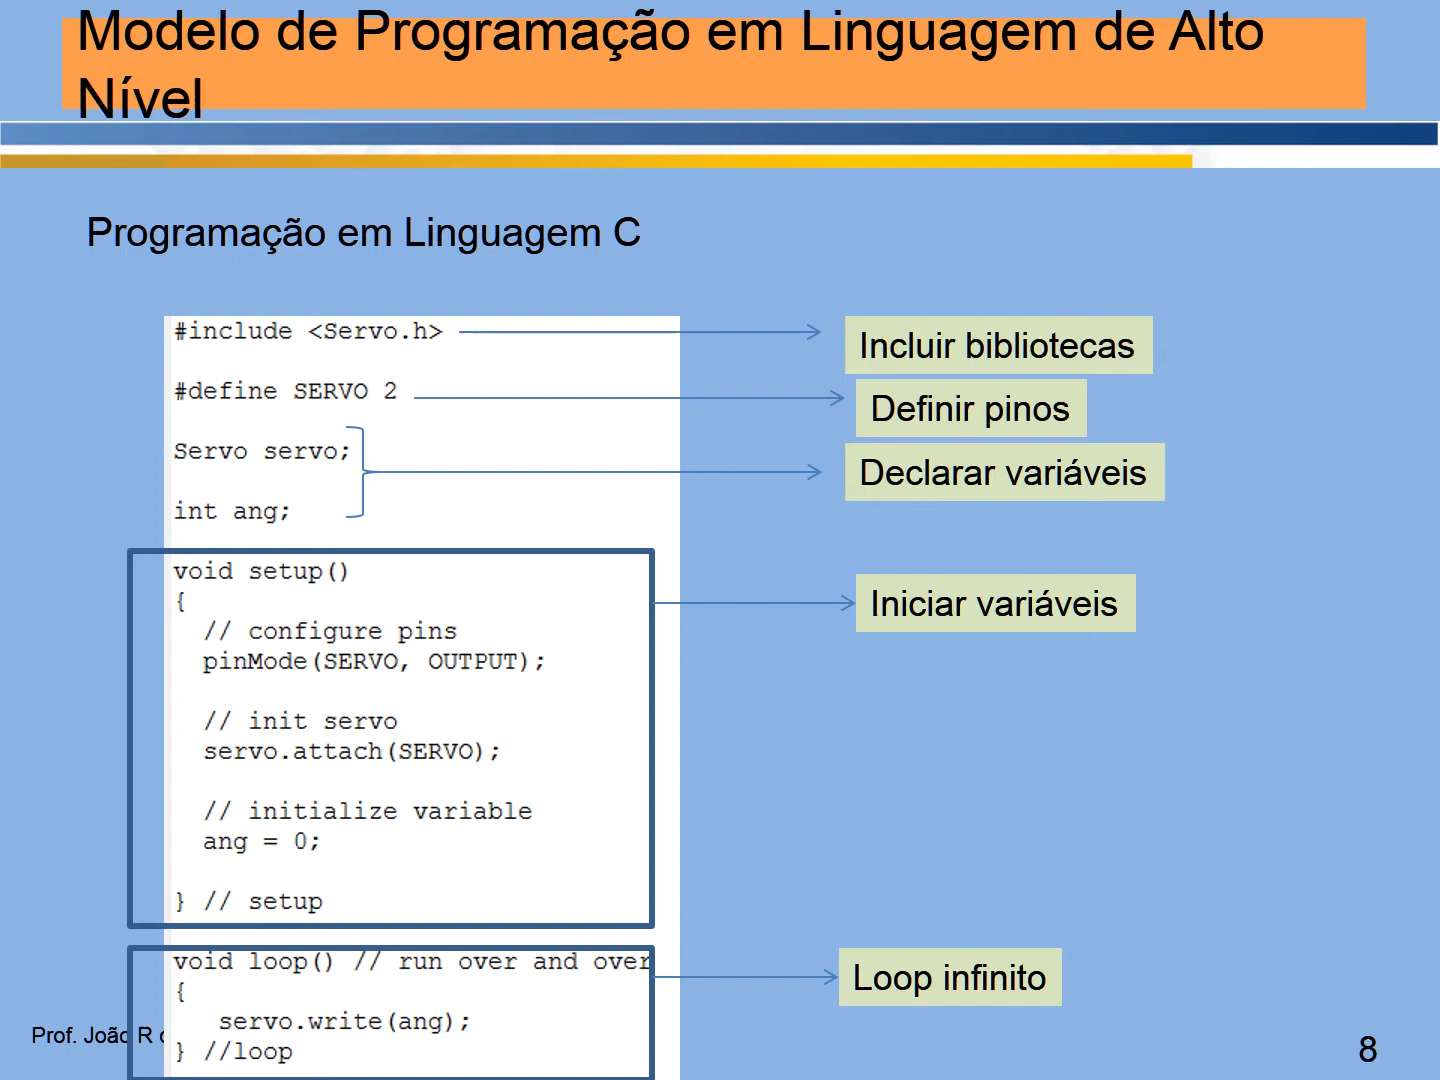 Modelo de Programação em Linguagem de Alto
Nível
Programação em Linguagem C
#include <Servo.h>
Incluir bibliotecas
#define SERVO 2
Definir pinos
Servo servo;
Declarar variáveis
int ang;
void setup()
{
Iniciar variáveis
// configure pins
pinMode(SERVO, OUTPUT);
// init servo
servo.attach(SERVO);
// initialize variable
ang = 0;
} // setup
void loop() // run over and over
Loop infinito
{
servo.write(ang);
} //loop
Prof. João R
8